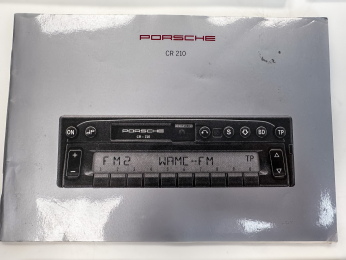 PORSCHE
CR 210
ON
PORSCHE
CR - 210
S
SD
TP
FM2 WAMC-FM TP
+
-